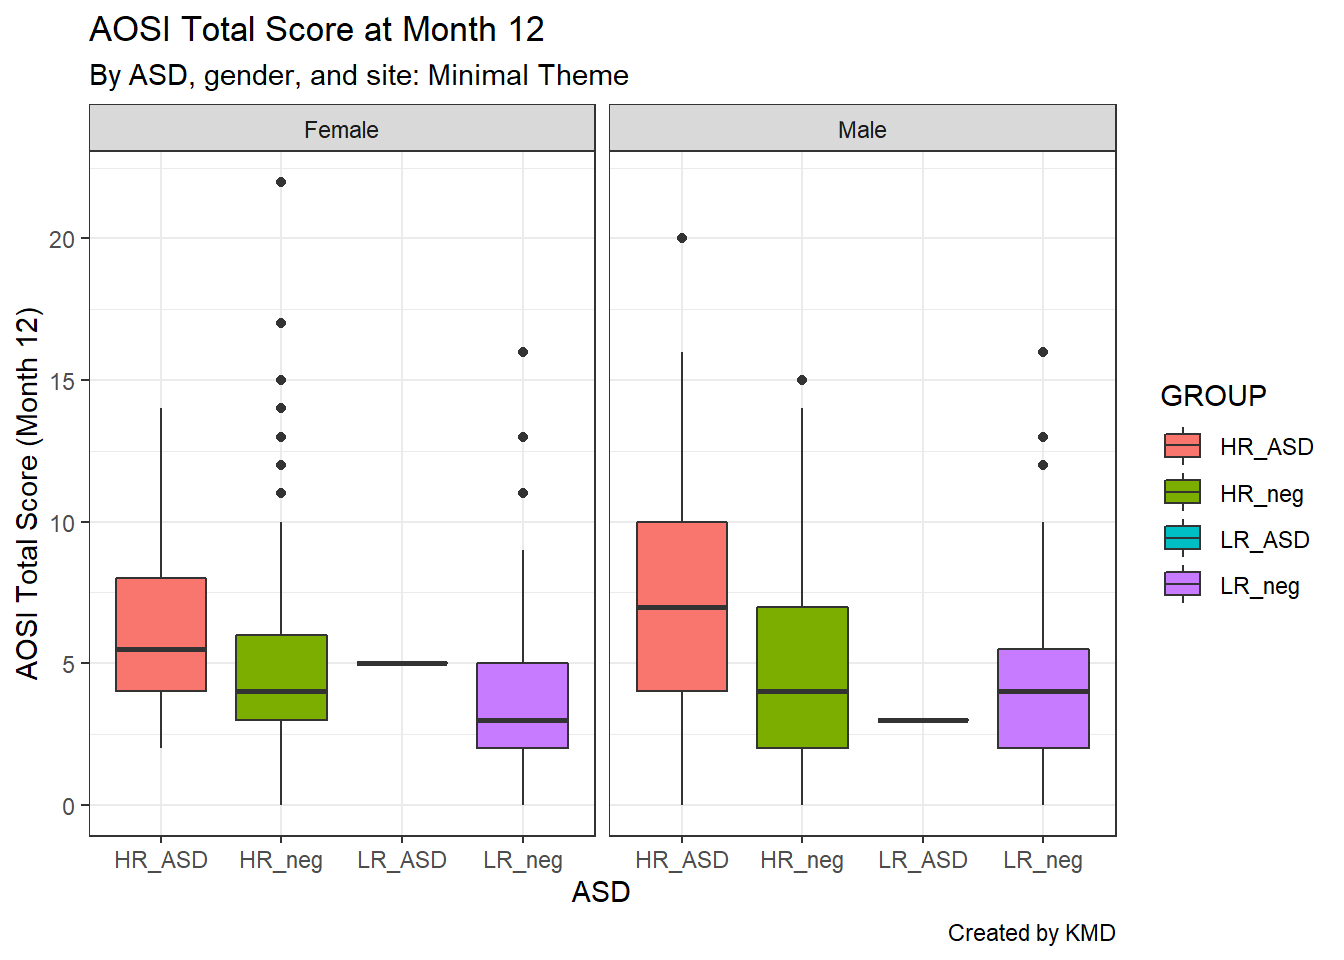 AOSI Total Score at Month 12
By ASD, gender, and site: Minimal Theme
Female
Male
AOSI Total Score (Month 12)
20
15
10
5
0
HR_ASD
HR_neg
LR_ASD
LR_neg
HR_ASD
HR_neg
LR_ASD
LR_neg
ASD
GROUP
HR_ASD
HR_neg
LR_ASD
LR_neg
Created by KMD